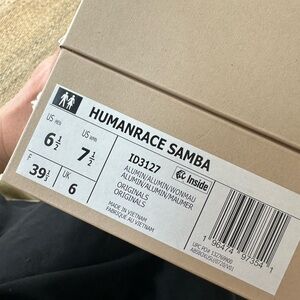 HUMANRACE SAMBA
US MEN
6 1/2
US WMN
7 1/2
F
39 1/3
UK
6
ID3127
Inside
ALUMIN/ALUMIN/WONMAU
ORIGINALS
ALUMIN/ALUMIN/MAUMER
ORIGINALS
MADE IN VIETNAM
FABRIQUE AU VIETNAM